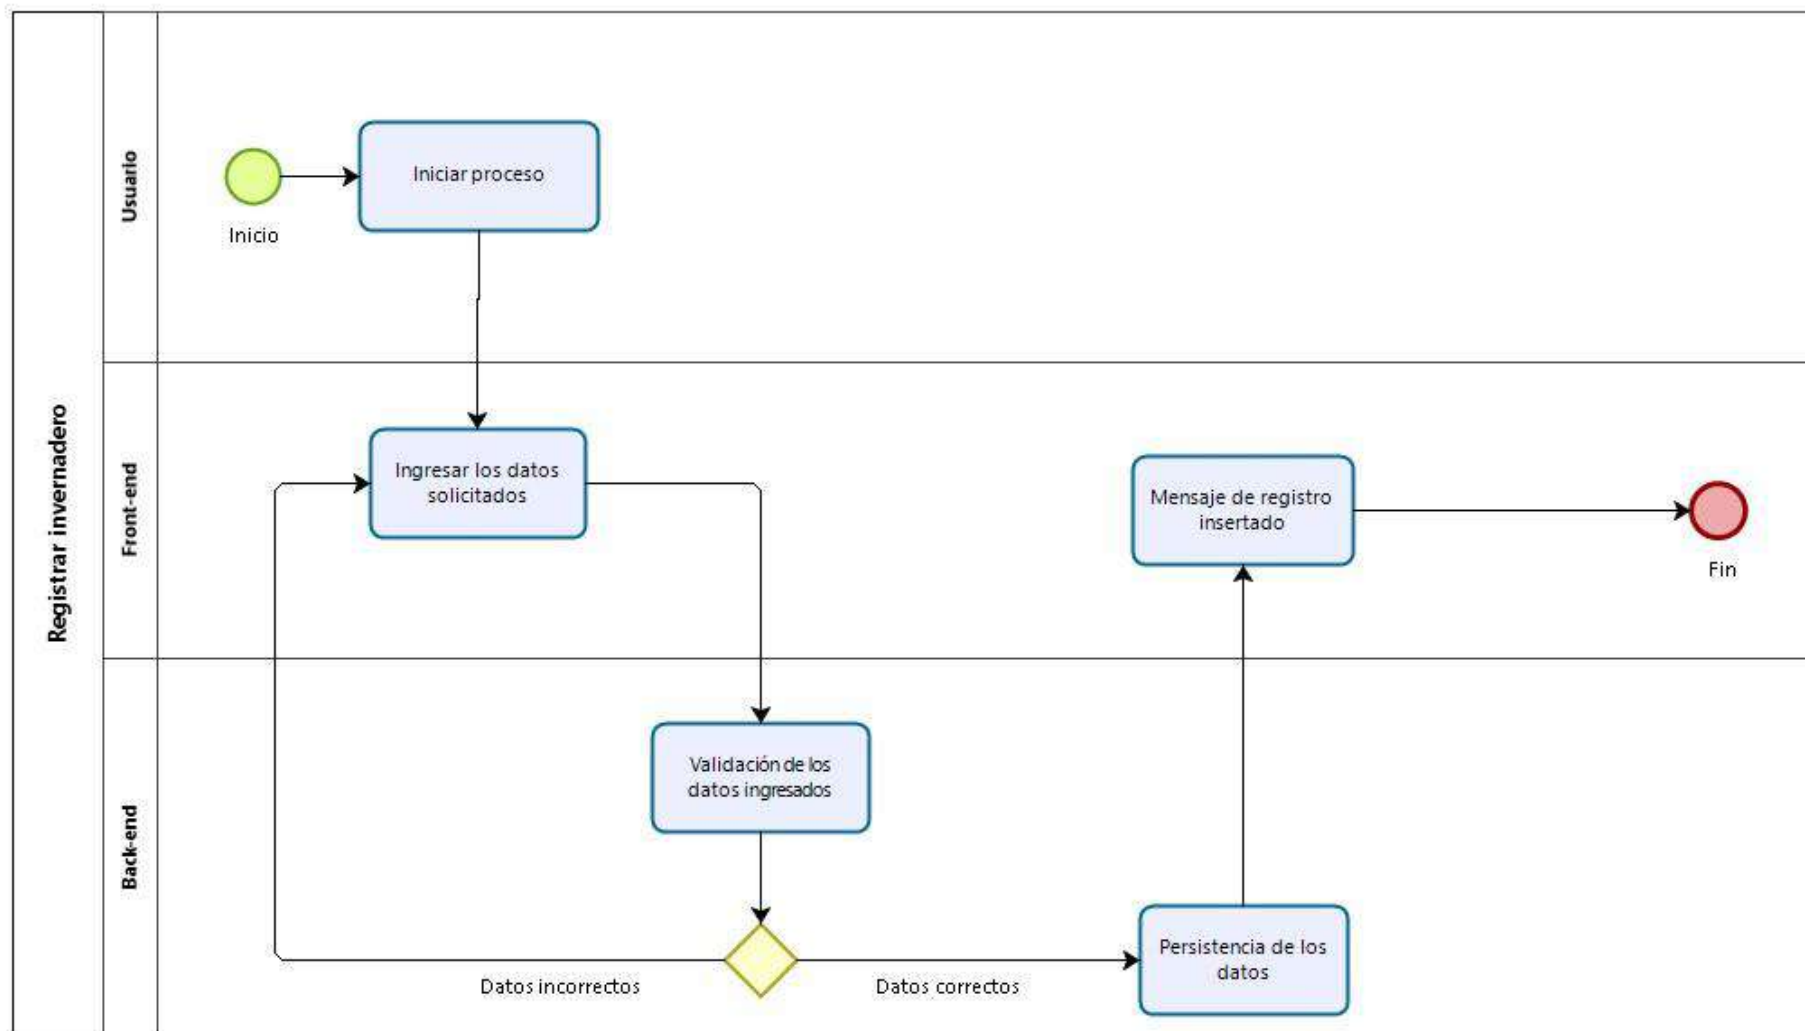 Registrar invernadero
Usuario
Inicio
Iniciar proceso
Front-end
Ingresar los datos
solicitados
Mensaje de registro
insertado
Fin
Back-end
Validación de los
datos ingresados
Datos incorrectos
Datos correctos
Persistencia de los
datos